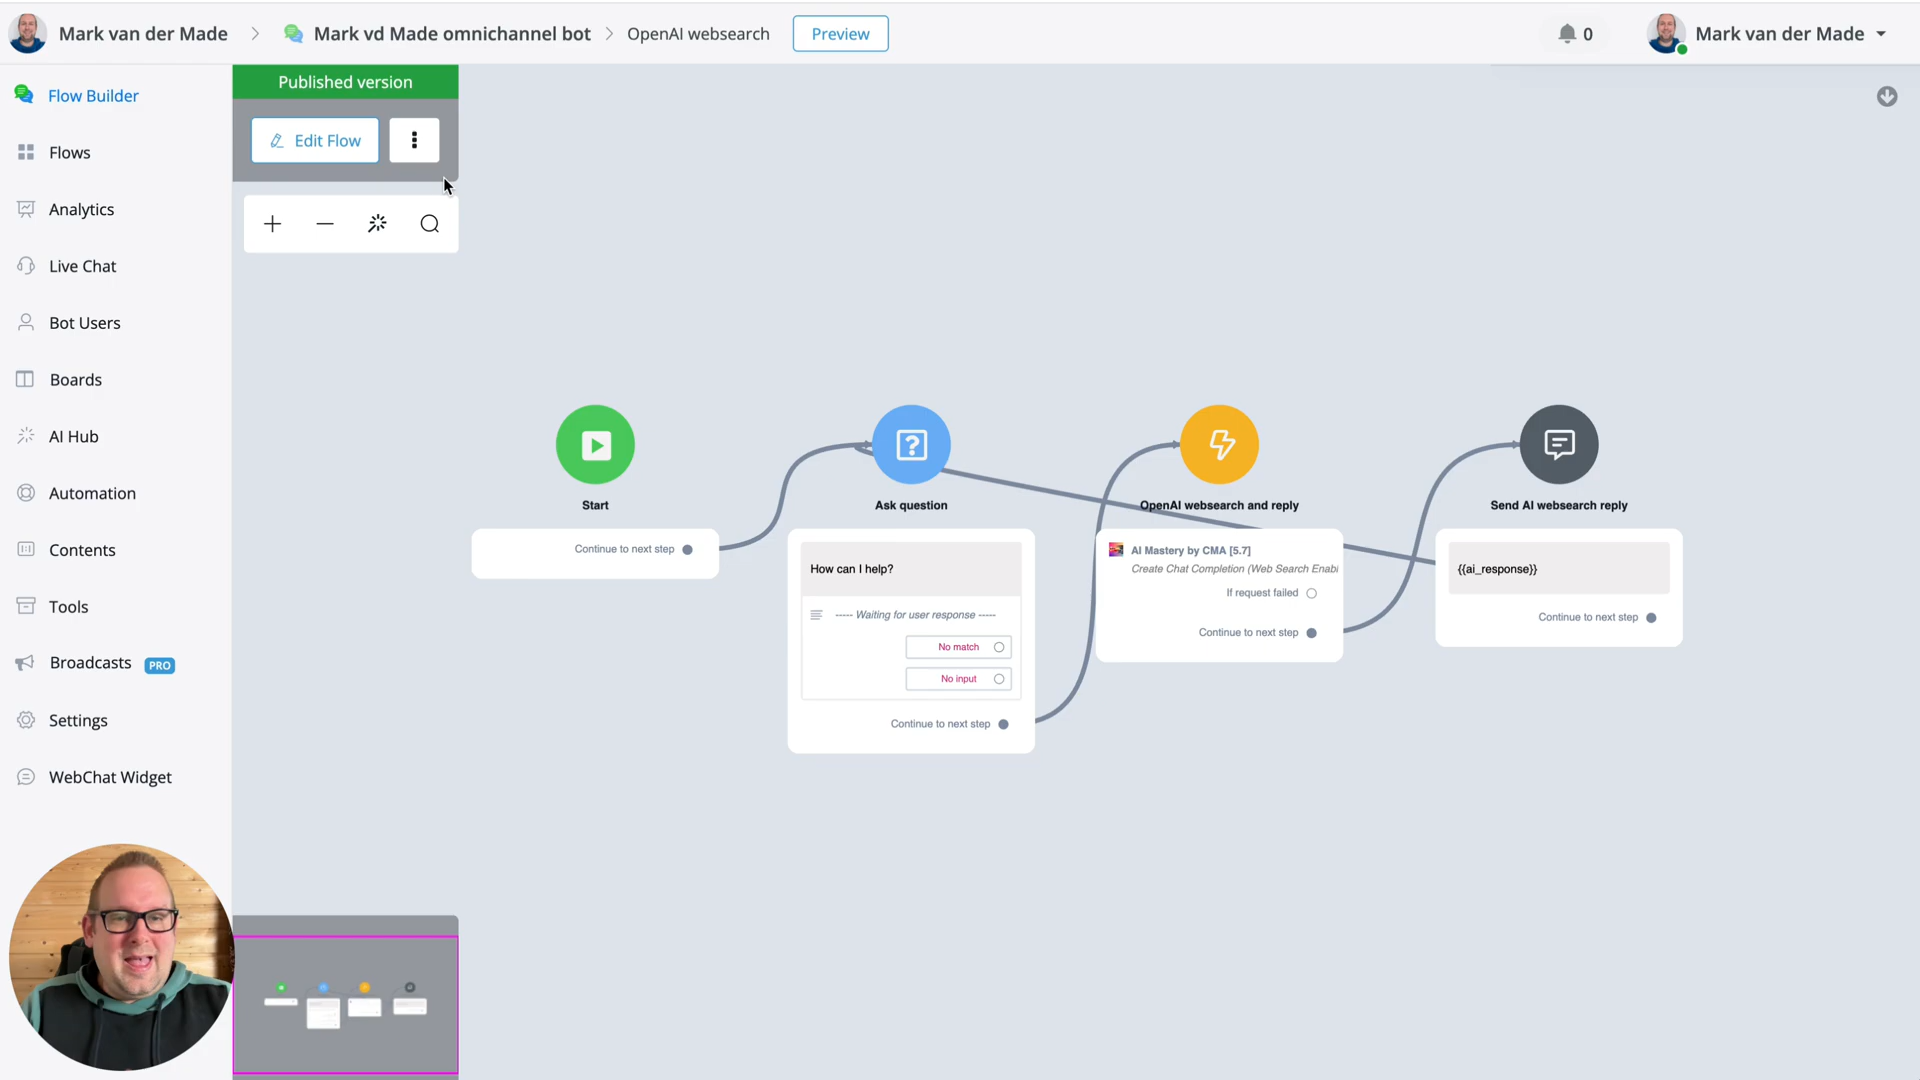 Mark van der Made
Mark vd Made omnichannel bot
OpenAI websearch
Preview
0
Mark van der Made
Flow Builder
Flows
Analytics
Live Chat
Bot Users
Boards
AI Hub
Automation
Contents
Tools
Broadcasts PRO
Settings
WebChat Widget
Published version
Edit Flow
Start
Continue to next step
Ask question
How can I help?
----- Waiting for user response -----
No match
No input
Continue to next step
OpenAI websearch and reply
AI Mastery by CMA [5.7]
Create Chat Completion (Web Search Enabl
If request failed
Continue to next step
Send AI websearch reply
{{ai_response}}
Continue to next step